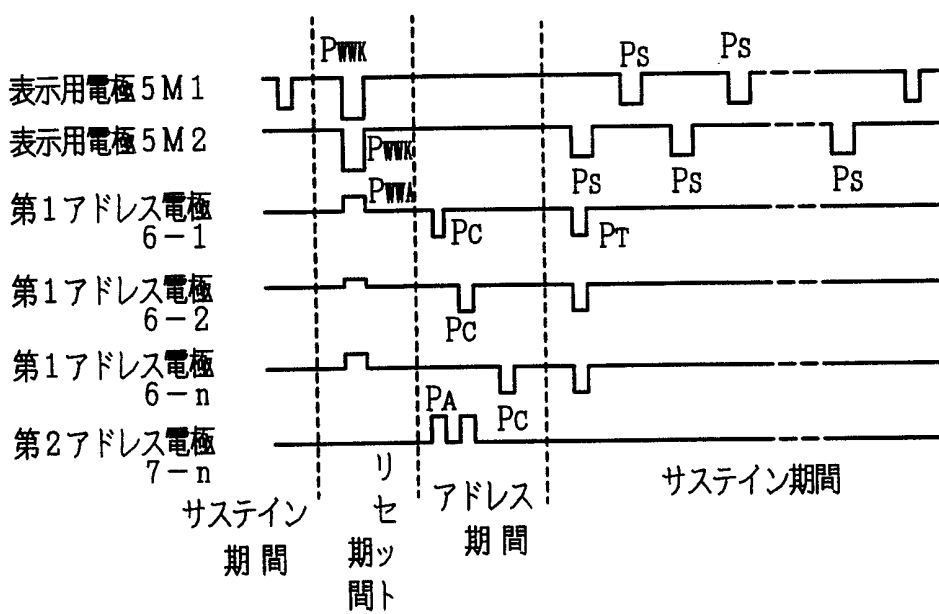 PWWK
PS
PS
表示用電極5M1
表示用電極5M2
PWWK
PS
PS
PS
PWWA
第1アドレス電極
6-1
PC
PT
第1アドレス電極
6-2
PC
第1アドレス電極
6-n
PA
PC
第2アドレス電極
7-n
サステイン
期間
リセット
期間
アドレス
期間
サステイン期間